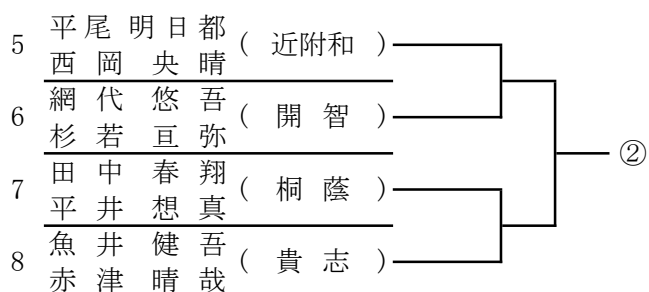 5 平尾 明日都 ( 近附和 )
西岡 央晴
6 網代 悠吾 ( 開智 )
杉若 亘弥
7 田中 春翔 ( 桐蔭 )
平井 想真
8 魚井 健吾 ( 貴志 )
赤津 晴哉
②